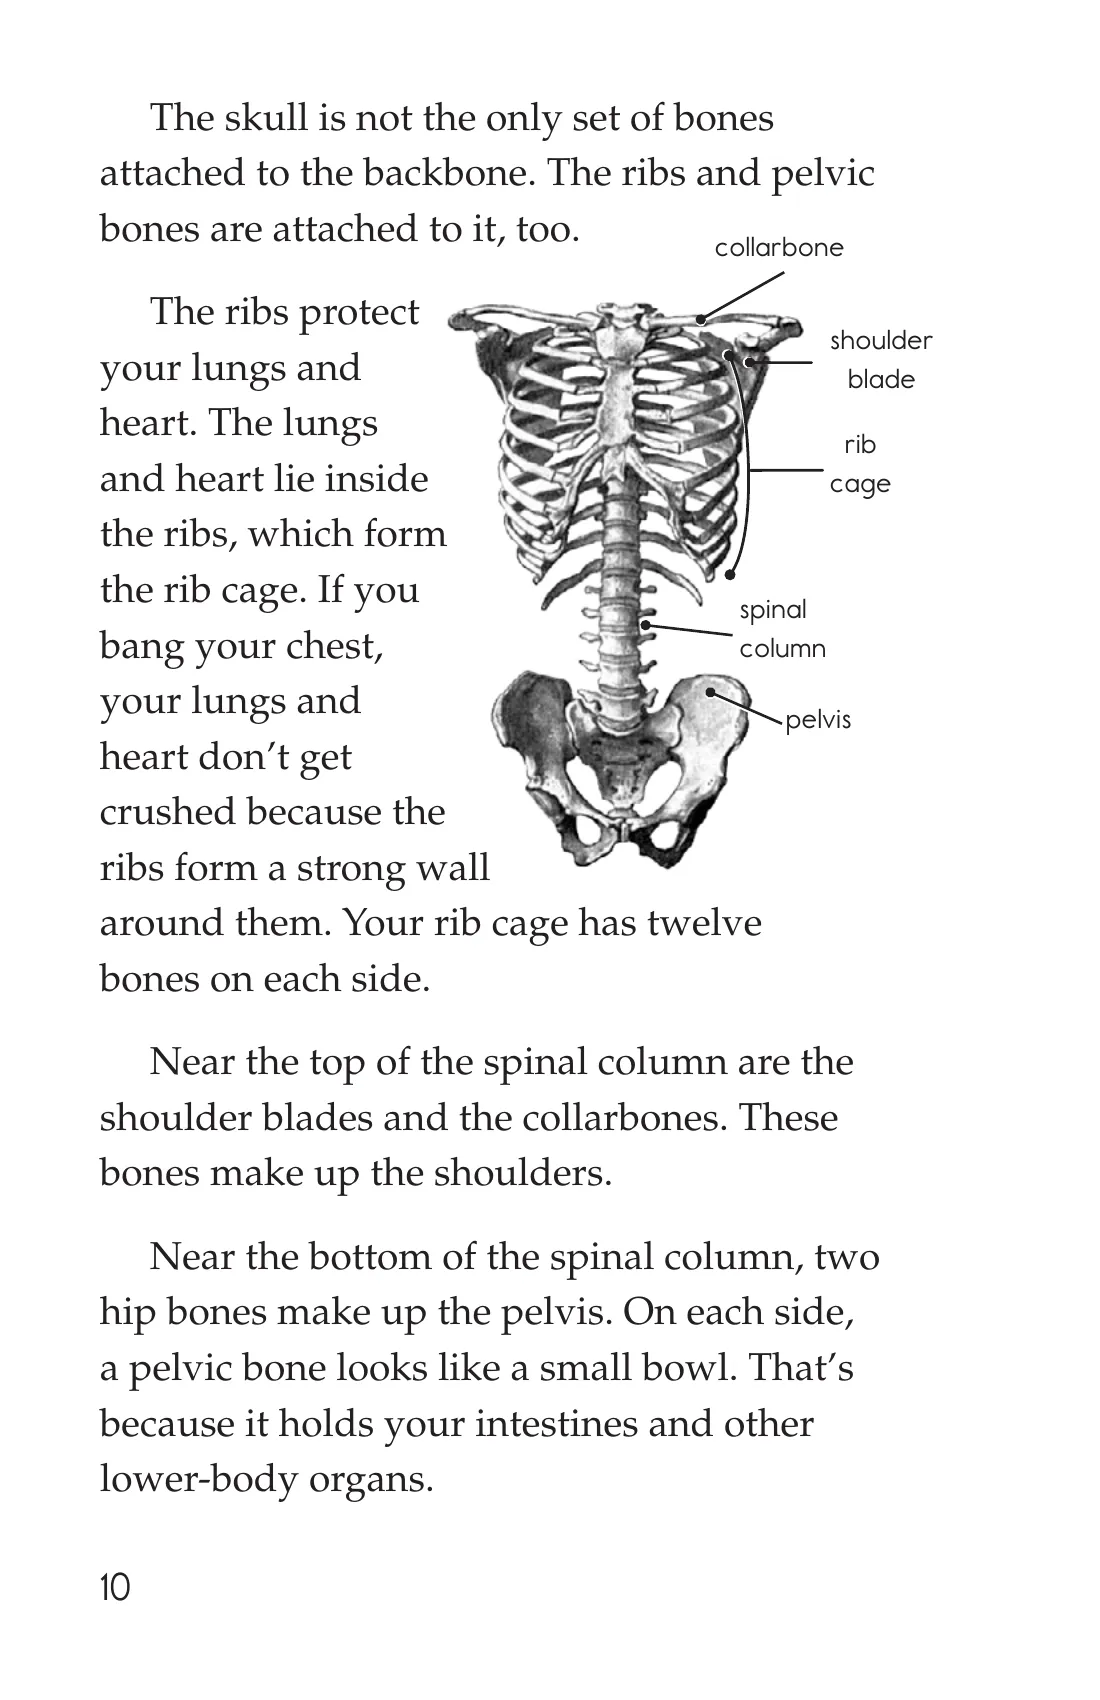 The skull is not the only set of bones
attached to the backbone. The ribs and pelvic
bones are attached to it, too.
collarbone
shoulder
blade
rib
cage
spinal
column
pelvis
The ribs protect
your lungs and
heart. The lungs
and heart lie inside
the ribs, which form
the rib cage. If you
bang your chest,
your lungs and
heart don’t get
crushed because the
ribs form a strong wall
around them. Your rib cage has twelve
bones on each side.
Near the top of the spinal column are the
shoulder blades and the collarbones. These
bones make up the shoulders.
Near the bottom of the spinal column, two
hip bones make up the pelvis. On each side,
a pelvic bone looks like a small bowl. That’s
because it holds your intestines and other
lower-body organs.
10